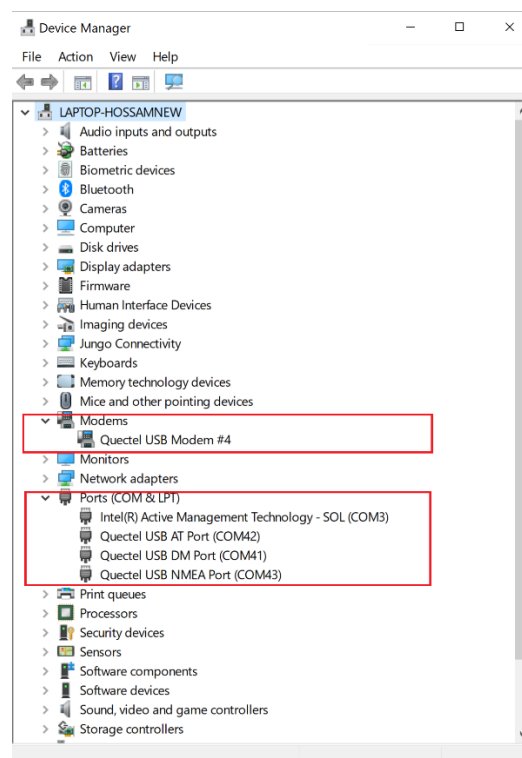 Device Manager
File Action View Help
LAPTOP-HOSSAMNEW
Audio inputs and outputs
Batteries
Biometric devices
Bluetooth
Cameras
Computer
Disk drives
Display adapters
Firmware
Human Interface Devices
Imaging devices
Jungo Connectivity
Keyboards
Memory technology devices
Mice and other pointing devices
Modems
Quectel USB Modem #4
Monitors
Network adapters
Ports (COM & LPT)
Intel(R) Active Management Technology - SOL (COM3)
Quectel USB AT Port (COM42)
Quectel USB DM Port (COM41)
Quectel USB NMEA Port (COM43)
Print queues
Processors
Security devices
Sensors
Software components
Software devices
Sound, video and game controllers
Storage controllers